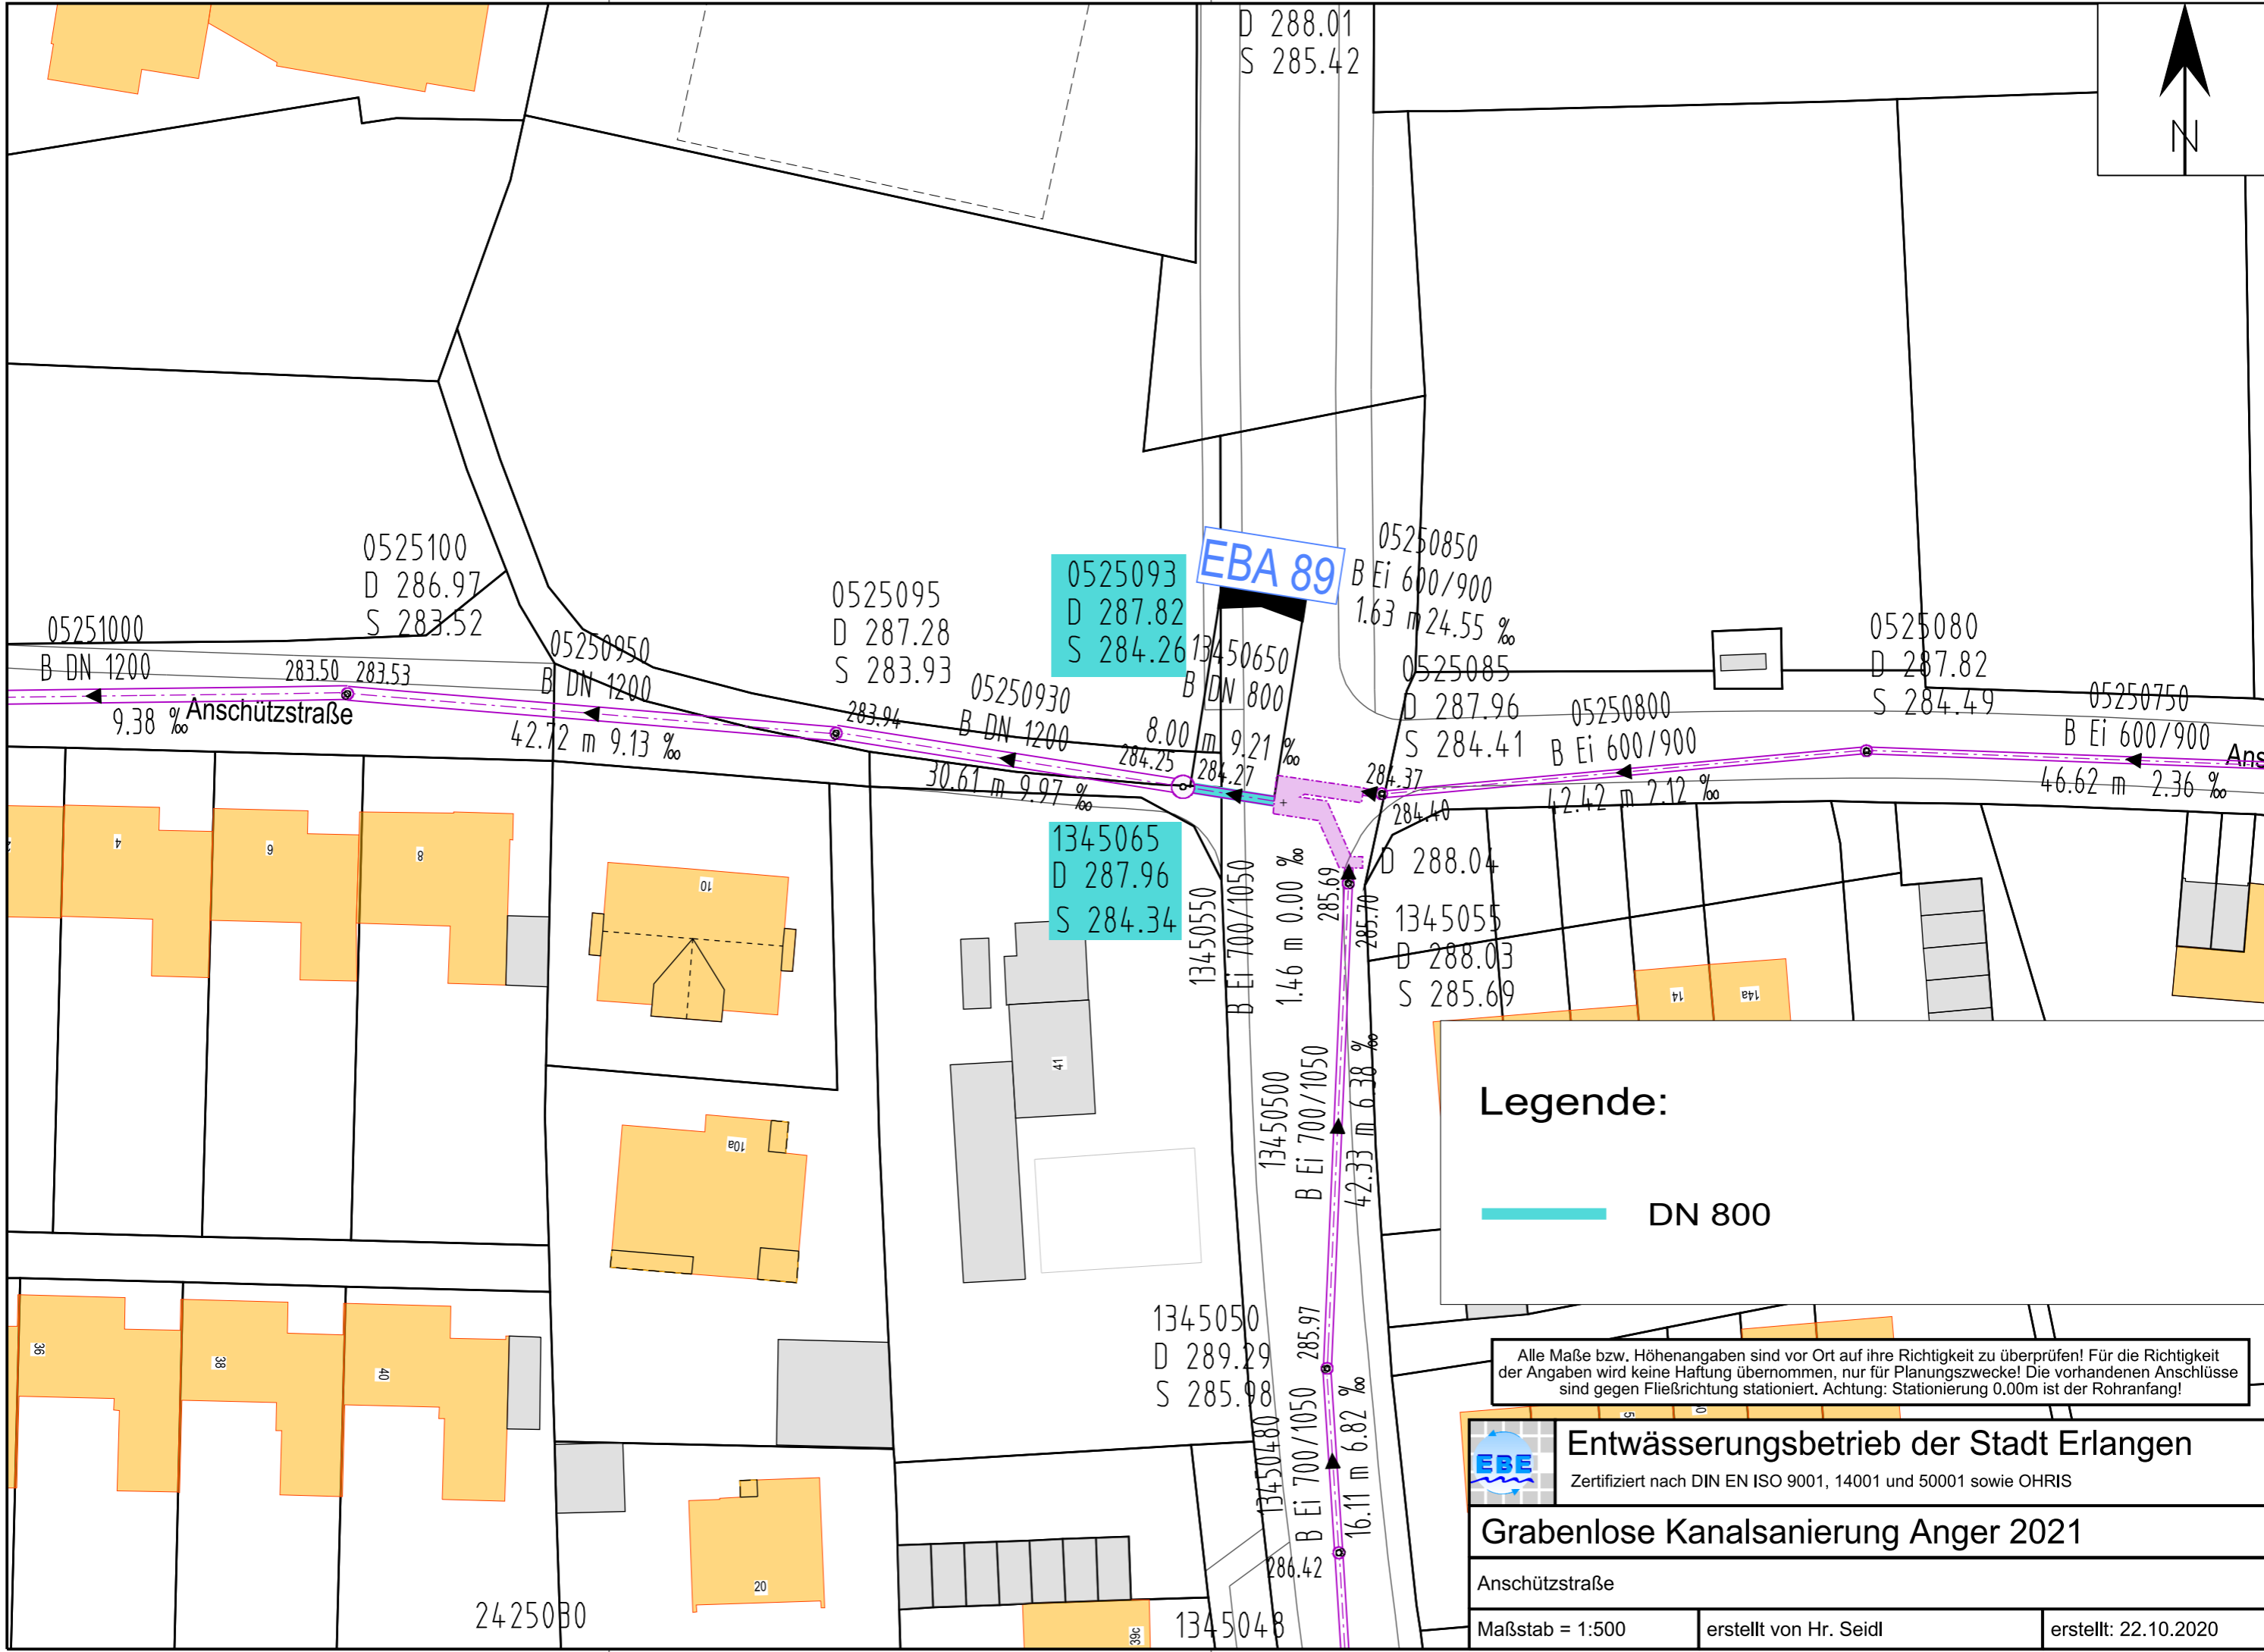 D 288.01
S 285.42
N
0525100
D 286.97
S 283.52
05251000
B DN 1200
283.50 283.53
9.38 ‰
Anschützstraße
05250950
B DN 1200
42.72 m 9.13 ‰
0525095
D 287.28
S 283.93
283.94
05250930
B DN 1200
30.61 m 9.97 ‰
0525093
D 287.82
S 284.26
EBA 89
13450650
B DN 800
8.00 m 9.21 ‰
284.25
284.27
05250850
B Ei 600/900
1.63 m 24.55 ‰
0525085
D 287.96
S 284.41
284.37
284.40
05250800
B Ei 600/900
42.42 m 2.12 ‰
0525080
D 287.82
S 284.49
05250750
B Ei 600/900
46.62 m 2.36 ‰
Ans
1345065
D 287.96
S 284.34
13450550
B Ei 700/1050
1.46 m 0.00 ‰
285.69
285.70
D 288.04
1345055
D 288.03
S 285.69
4
6
8
10
10a
41
14
14a
13450500
B Ei 700/1050
42.33 m 6.38 ‰
1345050
D 289.29
S 285.98
285.97
13450480
B Ei 700/1050
16.11 m 6.82 ‰
286.42
1345048
36
38
40
20
39c
2425030
Legende:
DN 800
Alle Maße bzw. Höhenangaben sind vor Ort auf ihre Richtigkeit zu überprüfen! Für die Richtigkeit
der Angaben wird keine Haftung übernommen, nur für Planungszwecke! Die vorhandenen Anschlüsse
sind gegen Fließrichtung stationiert. Achtung: Stationierung 0.00m ist der Rohranfang!
EBE
Entwässerungsbetrieb der Stadt Erlangen
Zertifiziert nach DIN EN ISO 9001, 14001 und 50001 sowie OHRIS
Grabenlose Kanalsanierung Anger 2021
Anschützstraße
Maßstab = 1:500
erstellt von Hr. Seidl
erstellt: 22.10.2020